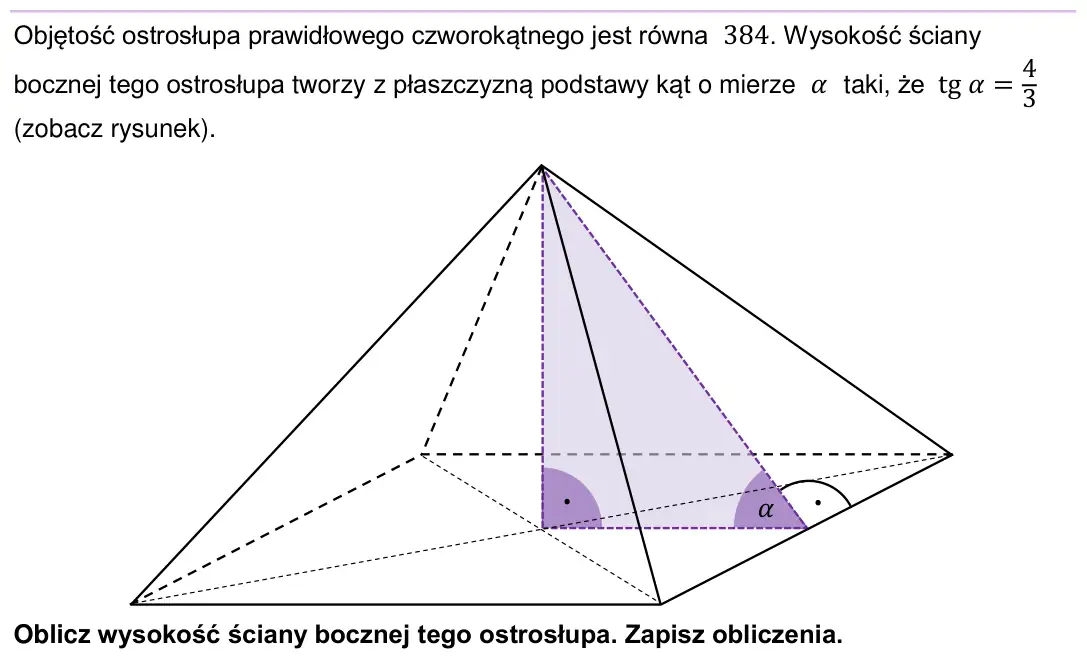 Objętość ostrosłupa prawidłowego czworokątnego jest równa 384. Wysokość ściany
bocznej tego ostrosłupa tworzy z płaszczyzną podstawy kąt o mierze α taki, że tg α = 4/3
(zobacz rysunek).
α
Oblicz wysokość ściany bocznej tego ostrosłupa. Zapisz obliczenia.